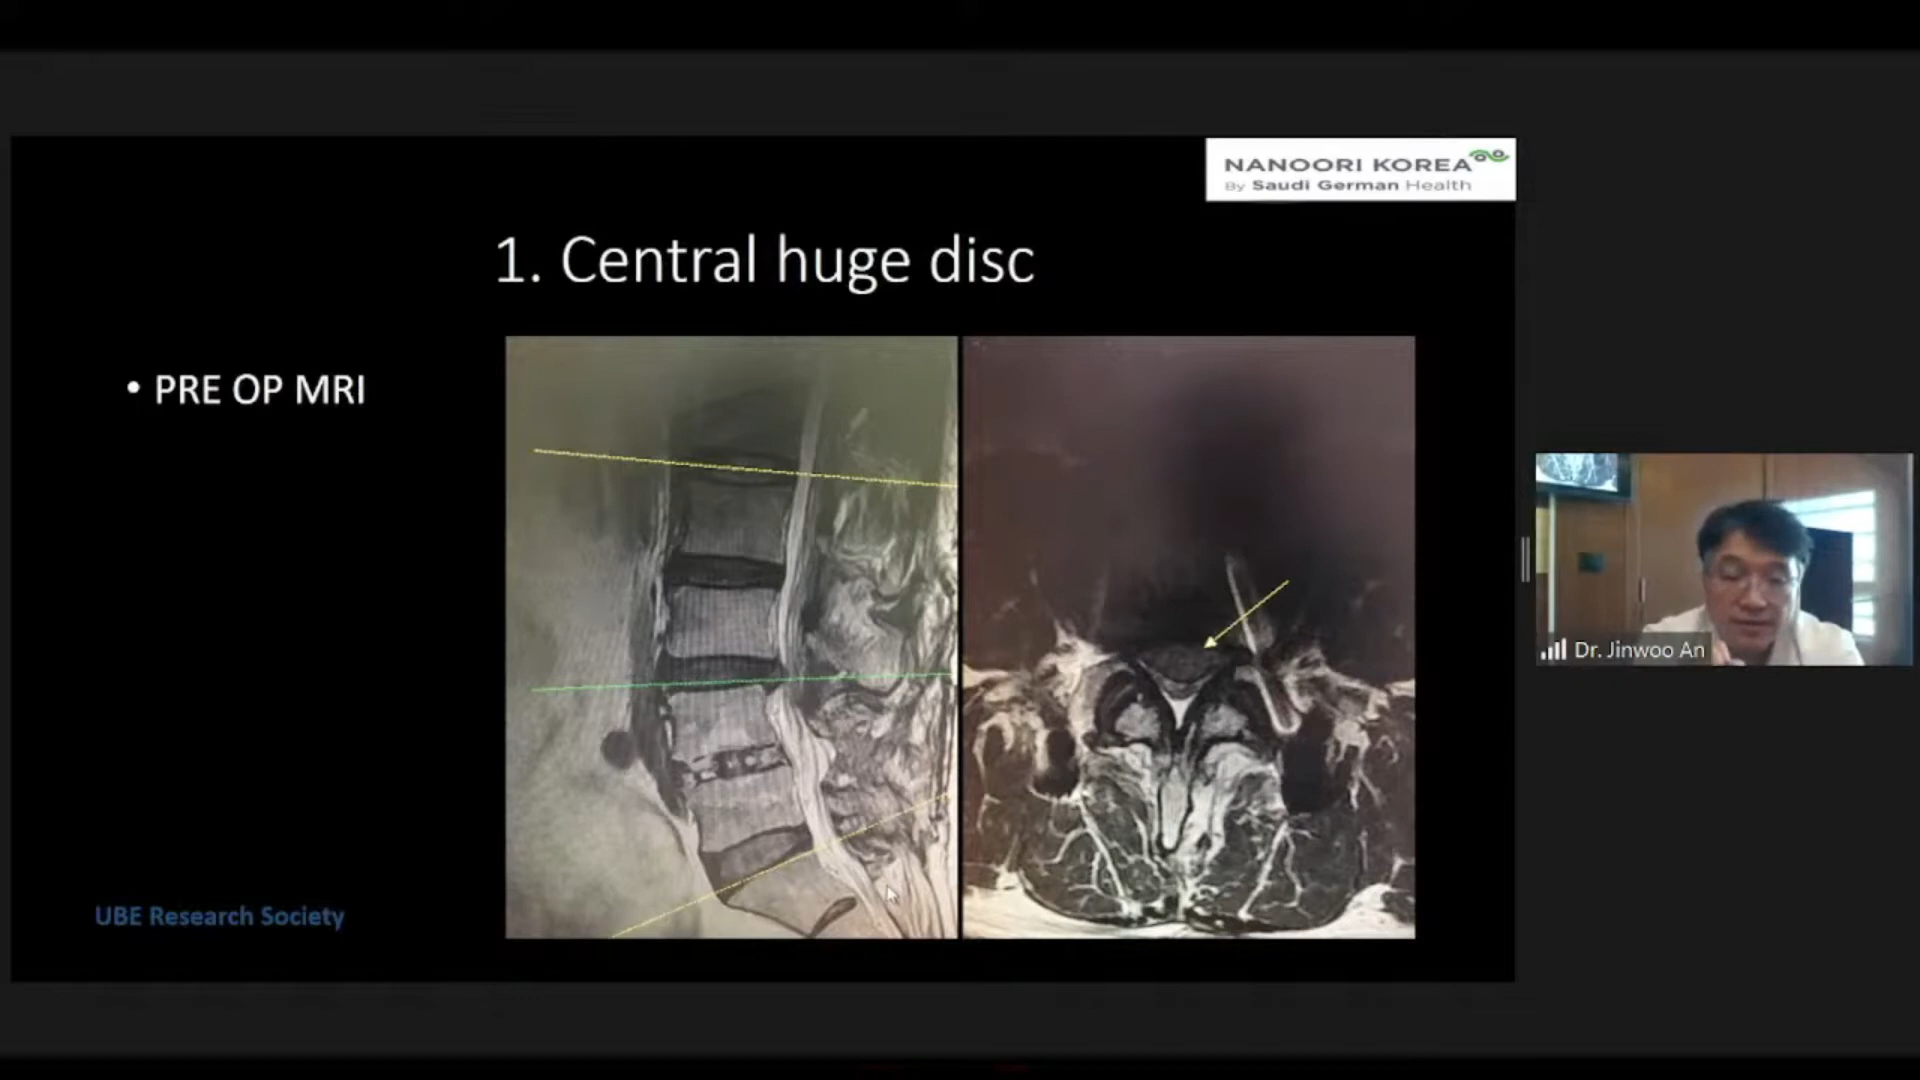 NANOORI KOREA
By Saudi German Health
1. Central huge disc
• PRE OP MRI
UBE Research Society
Dr. Jinwoo An